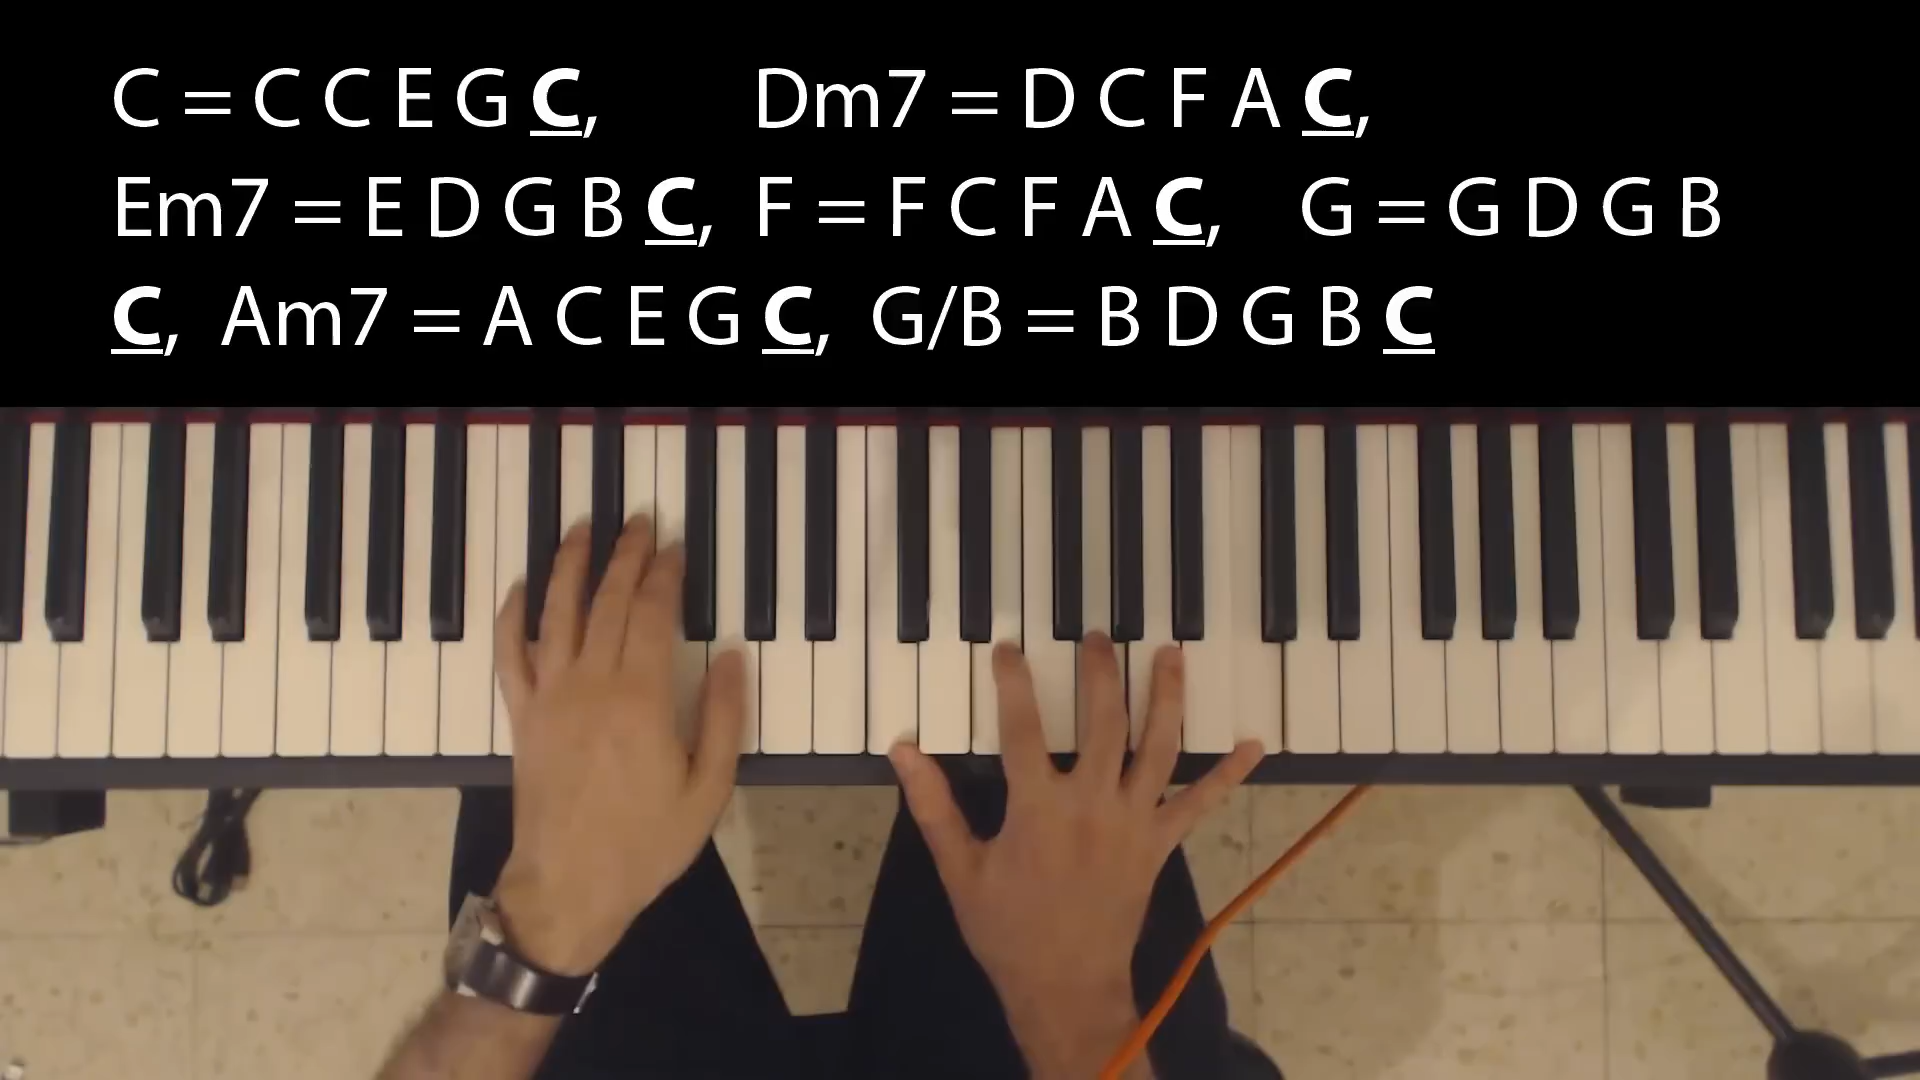 C = C C E G C, Dm7 = D C F A C,
Em7 = E D G B C, F = F C F A C, G = G D G B
C, Am7 = A C E G C, G/B = B D G B C